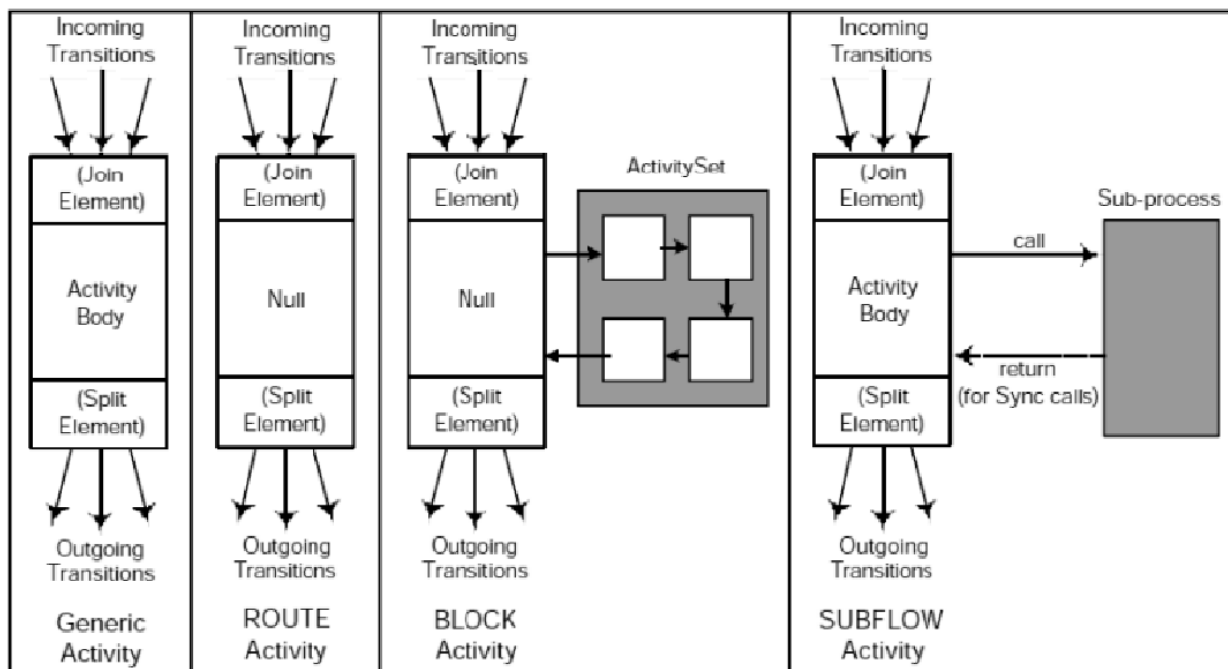 Incoming
Transitions
(Join
Element)
Activity
Body
(Split
Element)
Outgoing
Transitions
Generic
Activity
Incoming
Transitions
(Join
Element)
Null
(Split
Element)
Outgoing
Transitions
ROUTE
Activity
Incoming
Transitions
(Join
Element)
Null
(Split
Element)
Outgoing
Transitions
BLOCK
Activity
ActivitySet
Incoming
Transitions
(Join
Element)
Activity
Body
(Split
Element)
Outgoing
Transitions
SUBFLOW
Activity
Sub-process
call
return
(for Sync calls)